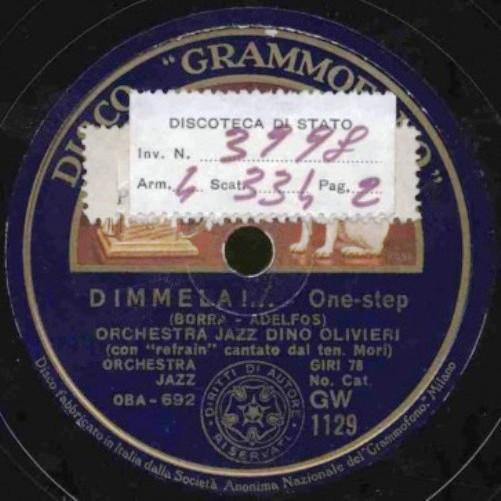 DISCO "GRAMMOFONO"
DISCOTECA DI STATO
Inv. N. 3998
Arm. 4 Scat. 334 Pag. 2
DIMMELA!... One-step
(BORRA - ADELFOS)
ORCHESTRA JAZZ DINO OLIVIERI
(con "refrain" cantato dal ten. Mori)
ORCHESTRA GIRI 78
JAZZ No. Cat.
OBA-692 GW
1129
DIRITTI DI AUTORE
RISERVATI
Disco fabbricato in Italia dalla Società Anonima Nazionale del "Grammofono" - Milano